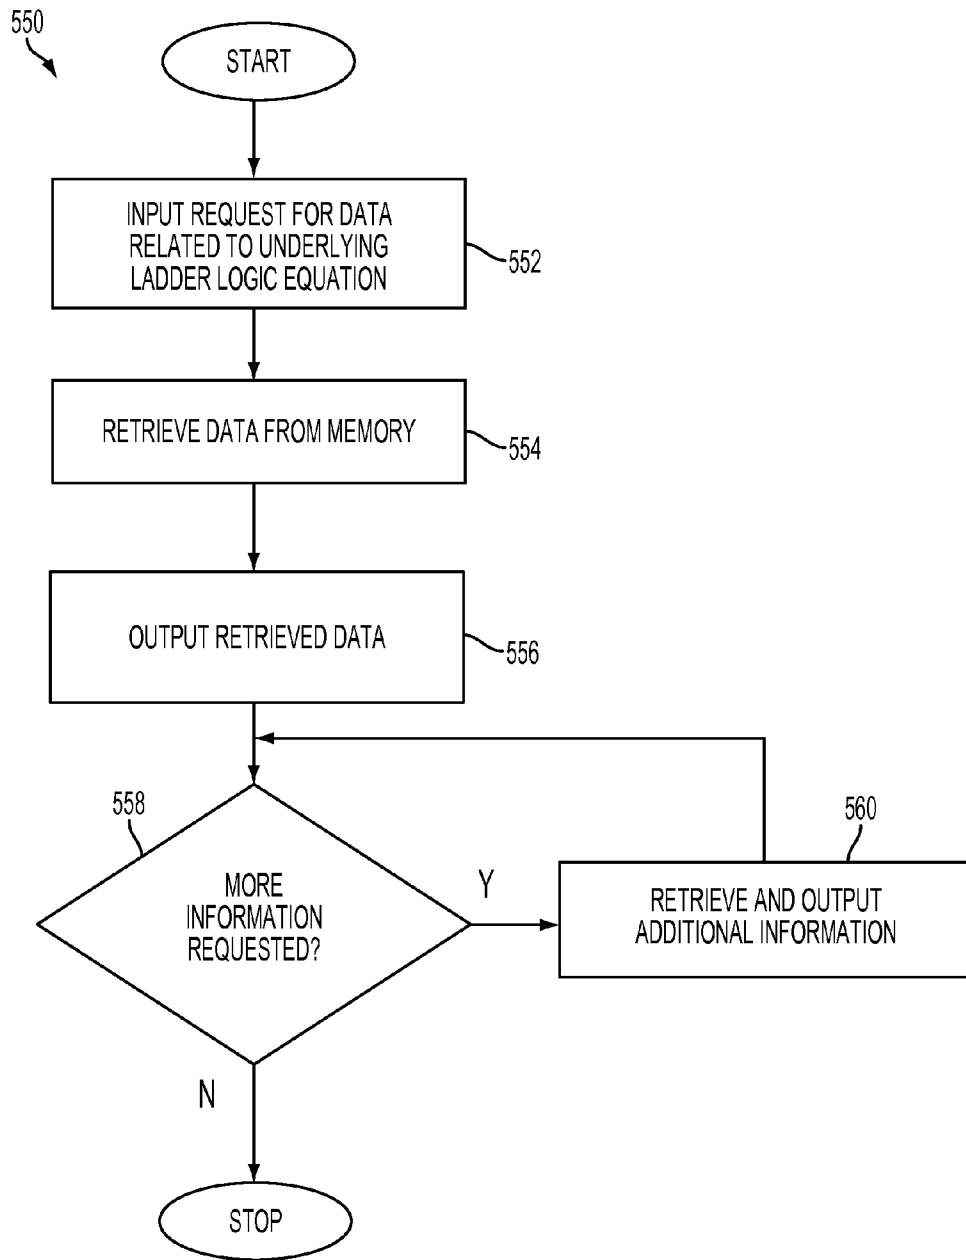 550
START
INPUT REQUEST FOR DATA
RELATED TO UNDERLYING
LADDER LOGIC EQUATION
552
RETRIEVE DATA FROM MEMORY
554
OUTPUT RETRIEVED DATA
556
558
MORE
INFORMATION
REQUESTED?
Y
560
RETRIEVE AND OUTPUT
ADDITIONAL INFORMATION
N
STOP